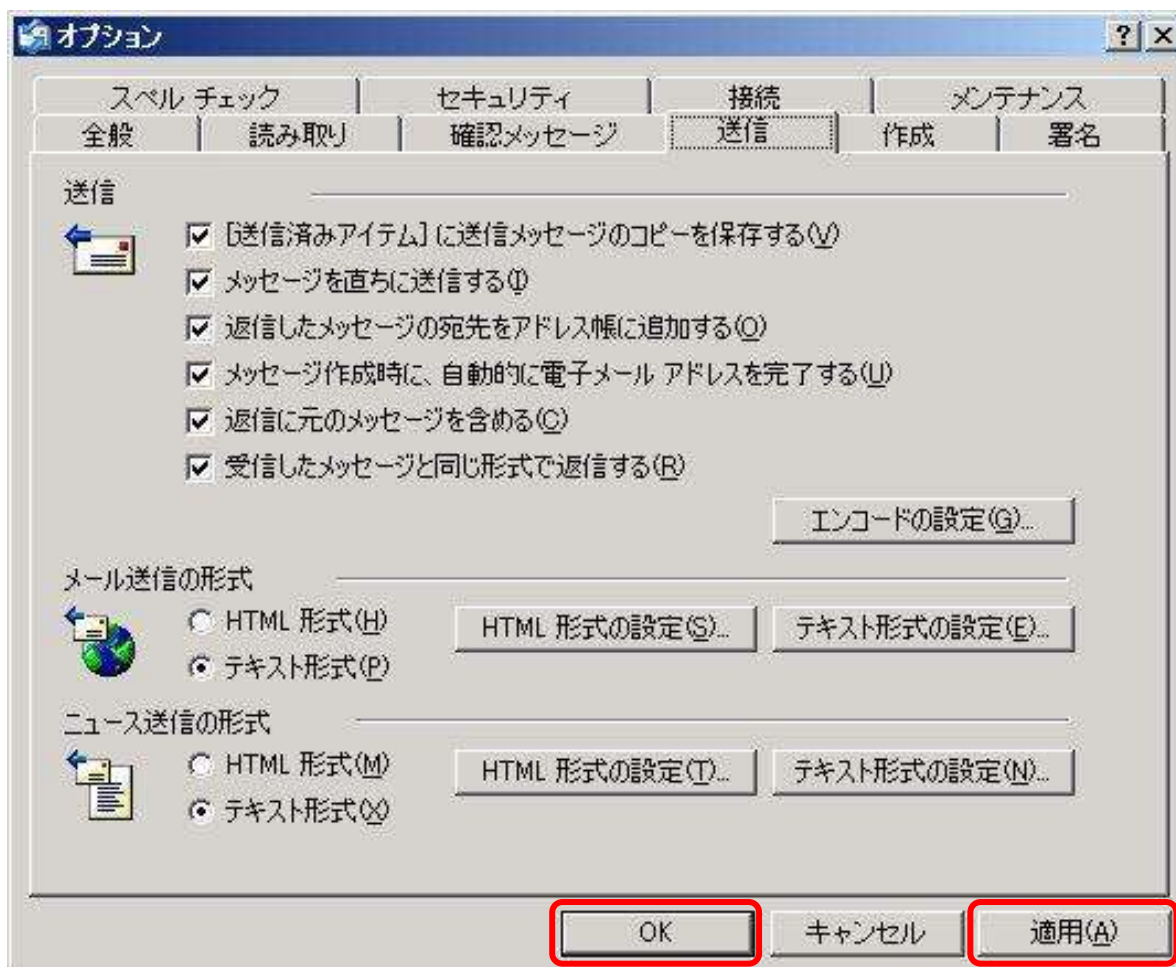 オプション
スペル チェック セキュリティ 接続 メンテナンス
全般 読み取り 確認メッセージ 送信 作成 署名
送信
[送信済みアイテム] に送信メッセージのコピーを保存する(V)
メッセージを直ちに送信する(I)
返信したメッセージの宛先をアドレス帳に追加する(O)
メッセージ作成時に、自動的に電子メール アドレスを完了する(U)
返信に元のメッセージを含める(C)
受信したメッセージと同じ形式で返信する(R)
エンコードの設定(G)...
メール送信の形式
HTML 形式(H) HTML 形式の設定(S)... テキスト形式の設定(E)...
テキスト形式(P)
ニュース送信の形式
HTML 形式(M) HTML 形式の設定(T)... テキスト形式の設定(N)...
テキスト形式(X)
OK キャンセル 適用(A)